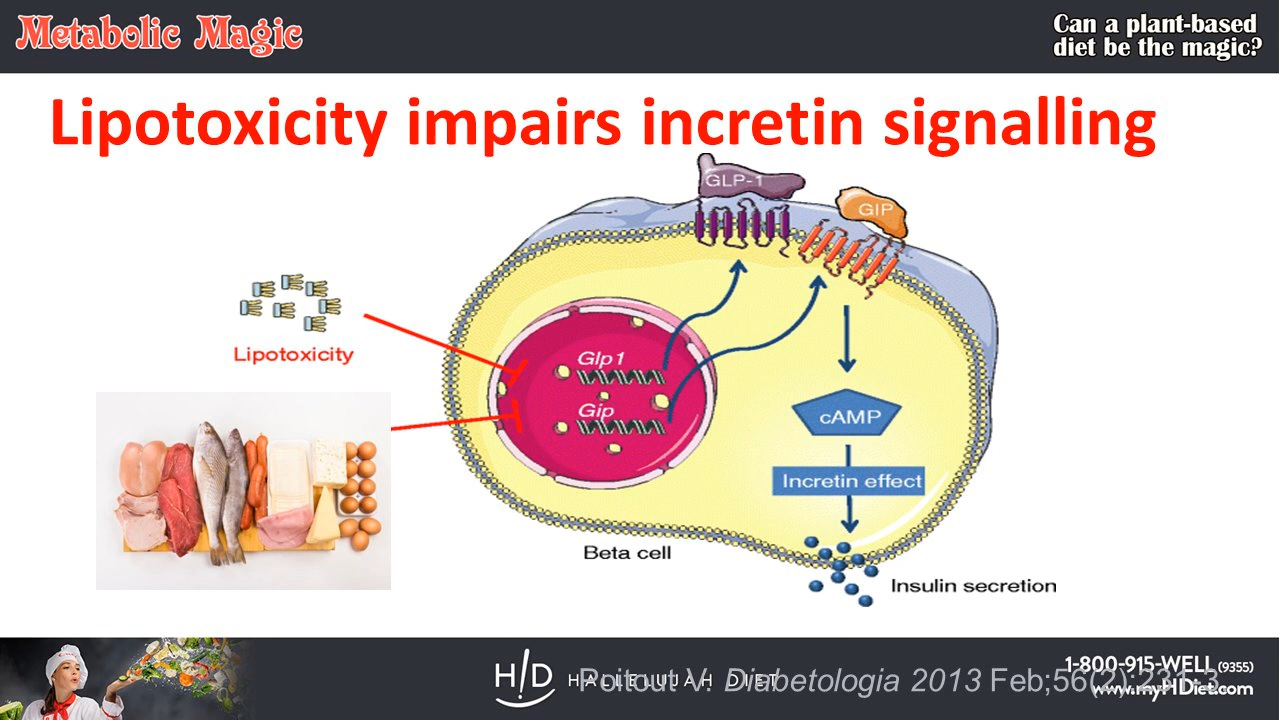 Metabolic Magic
Can a plant-based
diet be the magic?
Lipotoxicity impairs incretin signalling
GLP-1
GIP
Lipotoxicity
Glp1
Gip
cAMP
Incretin effect
Beta cell
Insulin secretion
HD HALLELUJAH DIET
Poitout V. Diabetologia 2013 Feb;56(2):231-3
1-800-915-WELL (9355)
www.myHDiet.com